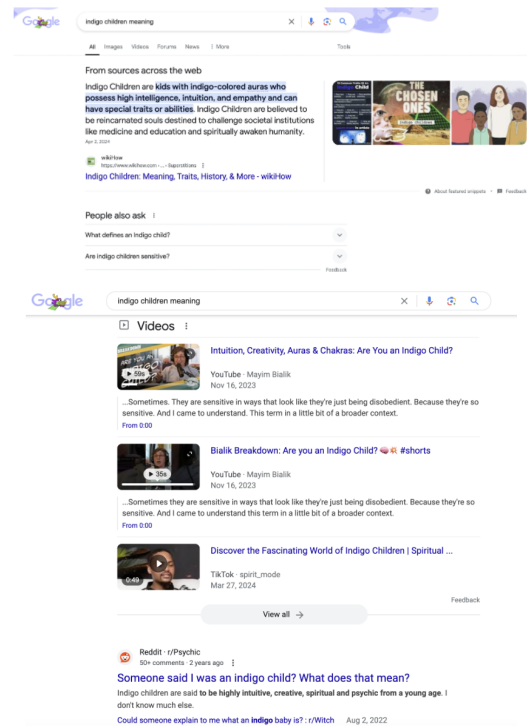 Google
indigo children meaning
All Images Videos Forums News More Tools
From sources across the web
Indigo Children are kids with indigo-colored auras who
possess high intelligence, intuition, and empathy and can
have special traits or abilities. Indigo Children are believed to
be reincarnated souls destined to challenge societal institutions
like medicine and education and spiritually awaken humanity.
Apr 2, 2024
Indigo Child
THE CHOSEN ONES
wikiHow
https://www.wikihow.com › ... › Superstitions
Indigo Children: Meaning, Traits, History, & More - wikiHow
About featured snippets • Feedback
People also ask
What defines an Indigo child?
Are indigo children sensitive?
Feedback
Google
indigo children meaning
Videos
ARE YOU AN
59s
Intuition, Creativity, Auras & Chakras: Are You an Indigo Child?
YouTube · Mayim Bialik
Nov 16, 2023
...Sometimes. They are sensitive in ways that look like they're just being disobedient. Because they're so
sensitive. And I came to understand. This term in a little bit of a broader context.
From 0:00
35s
Bialik Breakdown: Are you an Indigo Child? 🧠💥 #shorts
YouTube · Mayim Bialik
Nov 16, 2023
...Sometimes they are sensitive in ways that look like they're just being disobedient. Because they're so
sensitive. And I came to understand this term in a little bit of a broader context.
From 0:00
0:49
Discover the Fascinating World of Indigo Children | Spiritual ...
TikTok · spirit_mode
Mar 27, 2024
Feedback
View all →
Reddit · r/Psychic
50+ comments · 2 years ago
Someone said I was an indigo child? What does that mean?
Indigo children are said to be highly intuitive, creative, spiritual and psychic from a young age. I
don't know much else.
Could someone explain to me what an indigo baby is? : r/Witch Aug 2, 2022